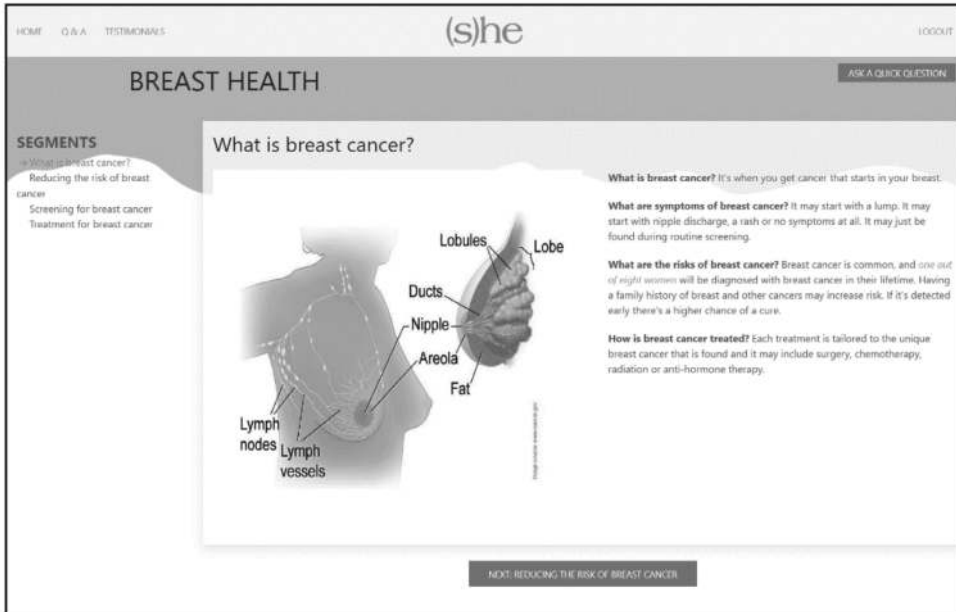 HOME Q & A TESTIMONIALS
(s)he
LOGOUT
BREAST HEALTH
ASK A QUICK QUESTION
SEGMENTS
→What is breast cancer?
Reducing the risk of breast
cancer
Screening for breast cancer
Treatment for breast cancer
What is breast cancer?
Lobules
Lobe
Ducts
Nipple
Areola
Fat
Lymph
nodes
Lymph
vessels
What is breast cancer? It's when you get cancer that starts in your breast.
What are symptoms of breast cancer? It may start with a lump. It may
start with nipple discharge, a rash or no symptoms at all. It may just be
found during routine screening.
What are the risks of breast cancer? Breast cancer is common, and one out
of eight women will be diagnosed with breast cancer in their lifetime. Having
a family history of breast and other cancers may increase risk. If it's detected
early there's a higher chance of a cure.
How is breast cancer treated? Each treatment is tailored to the unique
breast cancer that is found and it may include surgery, chemotherapy,
radiation or anti-hormone therapy.
NEXT: REDUCING THE RISK OF BREAST CANCER